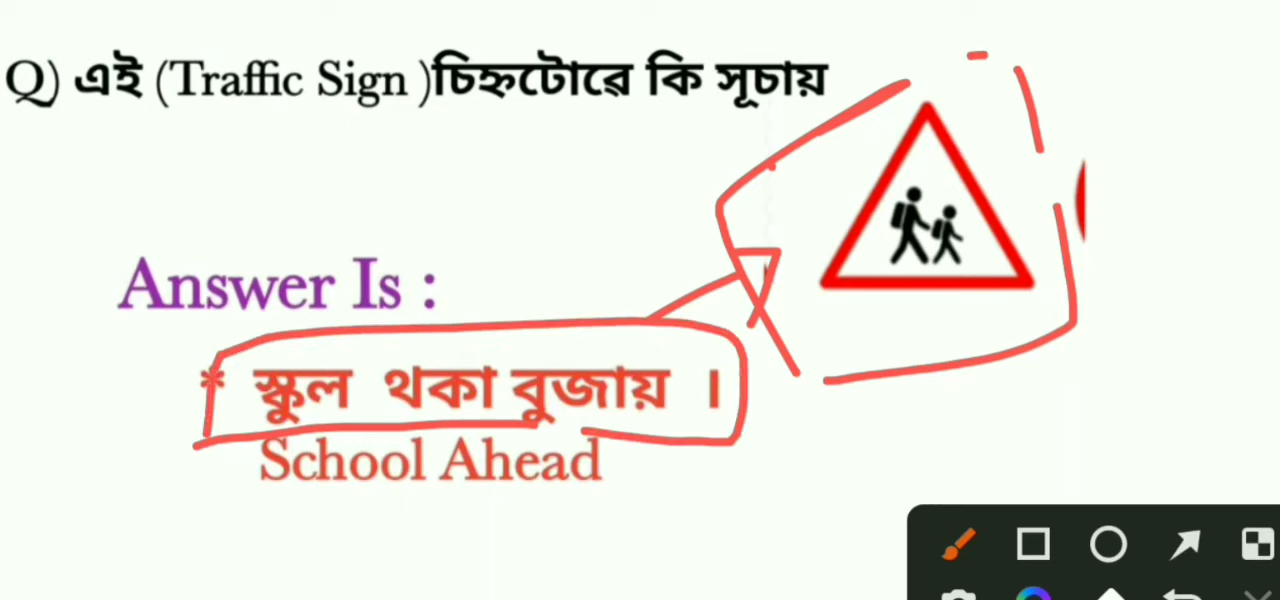 Q) এই (Traffic Sign )চিহ্নটোৱে কি সূচায়
Answer Is :
* স্কুল থকা বুজায় ।
School Ahead